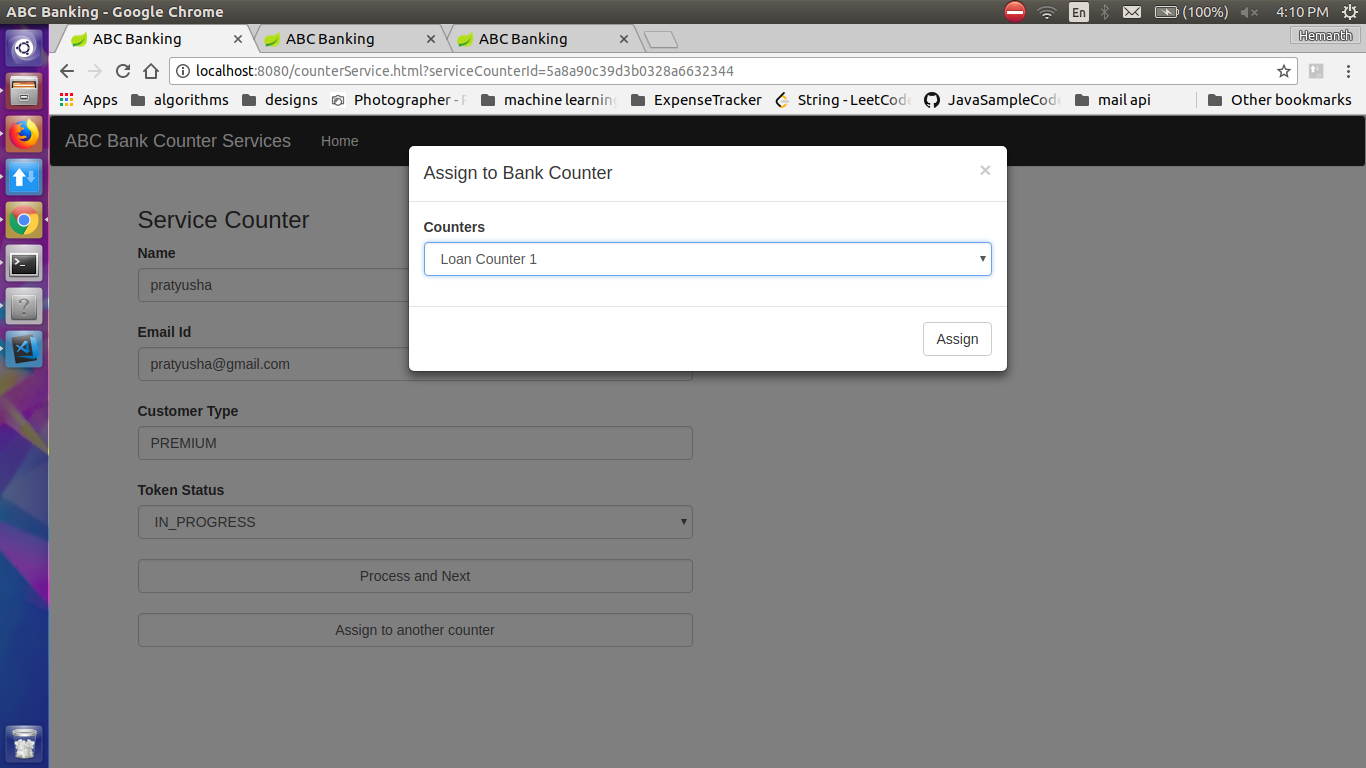 ABC Banking - Google Chrome
En
(100%)
4:10 PM
ABC Banking
ABC Banking
ABC Banking
Hemanth
localhost:8080/counterService.html?serviceCounterId=5a8a90c39d3b0328a6632344
Apps algorithms designs Photographer - machine learning ExpenseTracker String - LeetCode JavaSampleCode mail api Other bookmarks
ABC Bank Counter Services Home
Assign to Bank Counter ×
Counters
Loan Counter 1
Assign
Service Counter
Name
pratyusha
Email Id
pratyusha@gmail.com
Customer Type
PREMIUM
Token Status
IN_PROGRESS
Process and Next
Assign to another counter